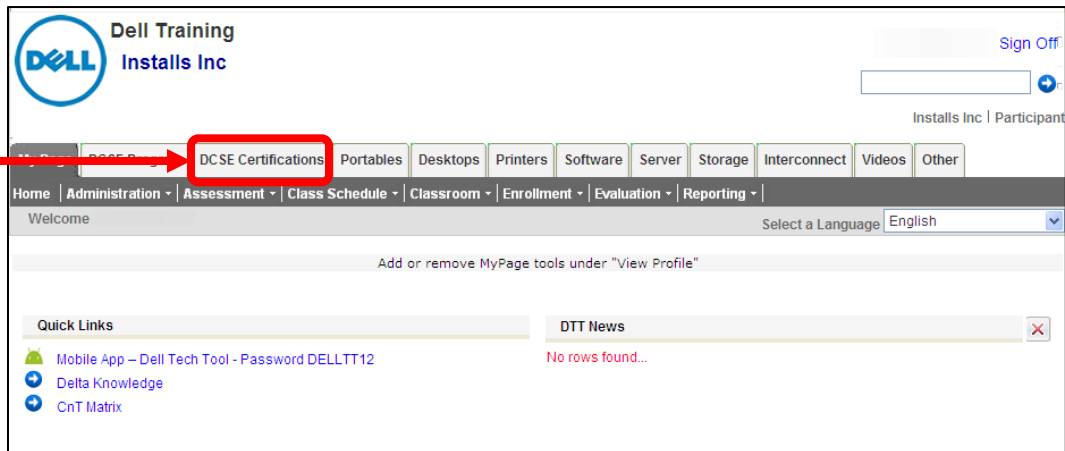 Dell Training
DELL
Installs Inc
Sign Off
Installs Inc | Participant
DCSE Certifications Portables Desktops Printers Software Server Storage Interconnect Videos Other
Home | Administration | Assessment | Class Schedule | Classroom | Enrollment | Evaluation | Reporting |
Welcome
Select a Language English
Add or remove MyPage tools under "View Profile"
Quick Links
DTT News
Mobile App – Dell Tech Tool - Password DELLTT12
No rows found...
Delta Knowledge
CnT Matrix